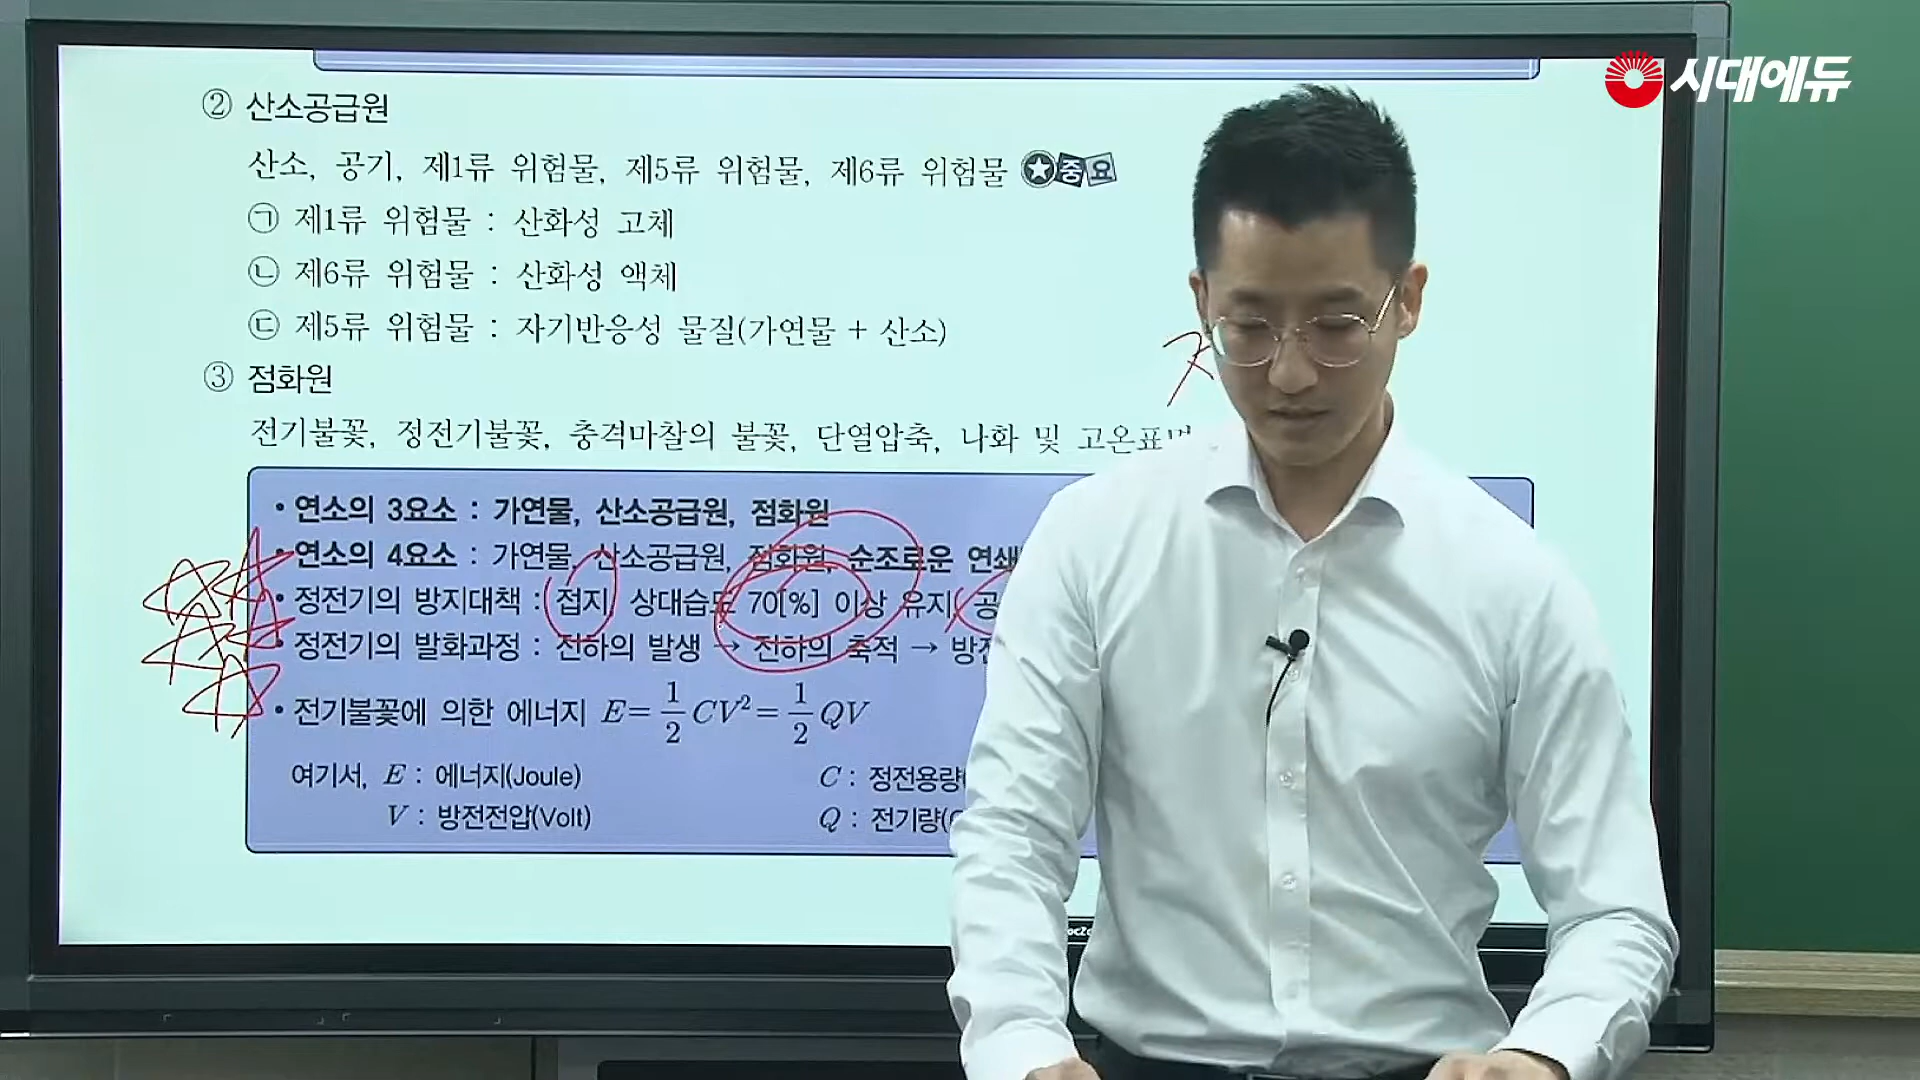 시대에듀
② 산소공급원
산소, 공기, 제1류 위험물, 제5류 위험물, 제6류 위험물 중요
㉠ 제1류 위험물 : 산화성 고체
㉡ 제6류 위험물 : 산화성 액체
㉢ 제5류 위험물 : 자기반응성 물질(가연물 + 산소)
③ 점화원
전기불꽃, 정전기불꽃, 충격마찰의 불꽃, 단열압축, 나화 및 고온표면
• 연소의 3요소 : 가연물, 산소공급원, 점화원
• 연소의 4요소 : 가연물, 산소공급원, 점화원, 순조로운 연쇄
• 정전기의 방지대책 : 접지, 상대습도 70[%] 이상 유지, 공
• 정전기의 발화과정 : 전하의 발생 → 전하의 축적 → 방전
• 전기불꽃에 의한 에너지 E = 1/2 CV² = 1/2 QV
여기서, E : 에너지(Joule) C : 정전용량(
V : 방전전압(Volt) Q : 전기량(C